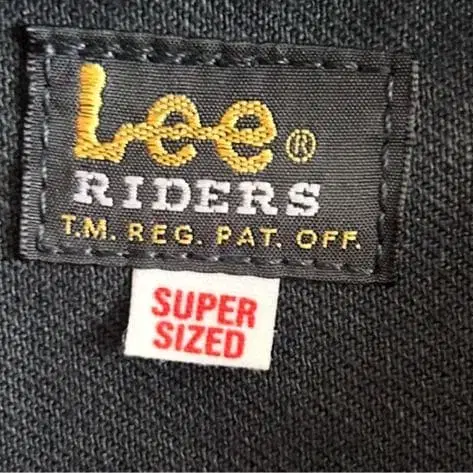 Lee®
RIDERS
T.M. REG. PAT. OFF.
SUPER
SIZED